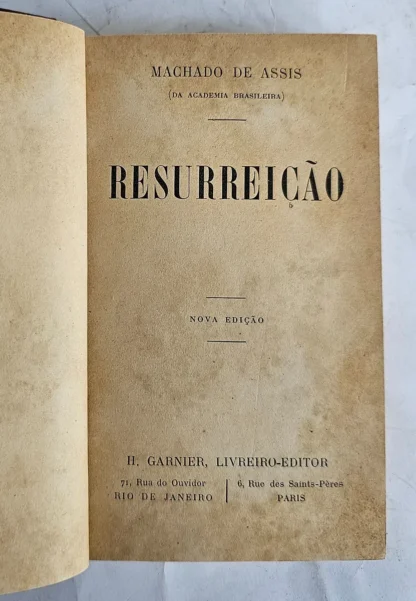 MACHADO DE ASSIS
(DA ACADEMIA BRASILEIRA)
RESURREIÇÃO
NOVA EDIÇÃO
H. GARNIER, LIVREIRO-EDITOR
71, Rua do Ouvidor
RIO DE JANEIRO
6, Rue des Saints-Pères
PARIS